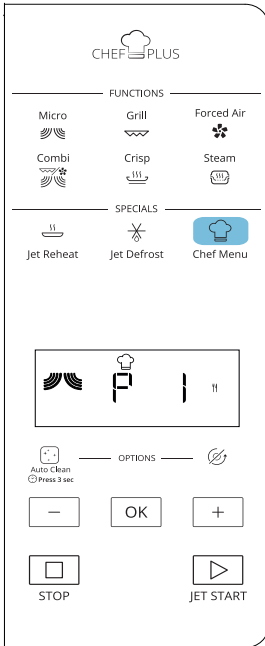 CHEF PLUS
FUNCTIONS
Micro Grill Forced Air
Combi Crisp Steam
SPECIALS
Jet Reheat Jet Defrost Chef Menu
P 1
OPTIONS
Auto Clean
Press 3 sec
- OK +
STOP JET START